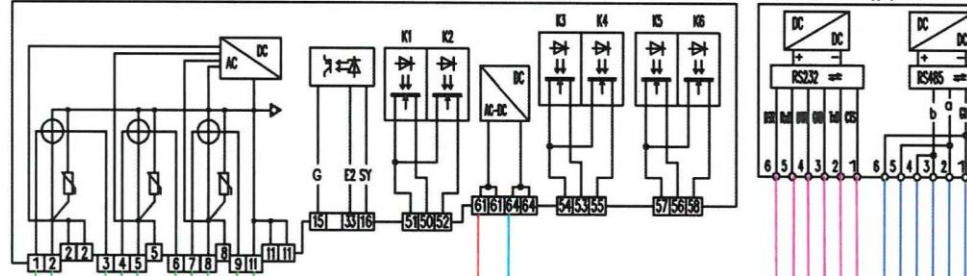 K1 K2 K3 K4 K5 K6
DC DC
DC DC
DC
AC
DC
AC-DC
+ − + −
RS232 RS485
b a
G E2 SY
6 5 4 3 2 1 6 5 4 3 2 1
15 33 16 51 50 52 61 61 64 64 54 53 55 57 56 58
2 2 5 8 11 11
1 2 3 4 5 6 7 8 9 11